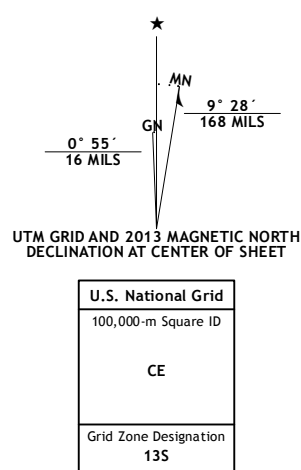 ★
MN
9° 28´
168 MILS
GN
0° 55´
16 MILS
UTM GRID AND 2013 MAGNETIC NORTH
DECLINATION AT CENTER OF SHEET
U.S. National Grid
100,000-m Square ID
CE
Grid Zone Designation
13S